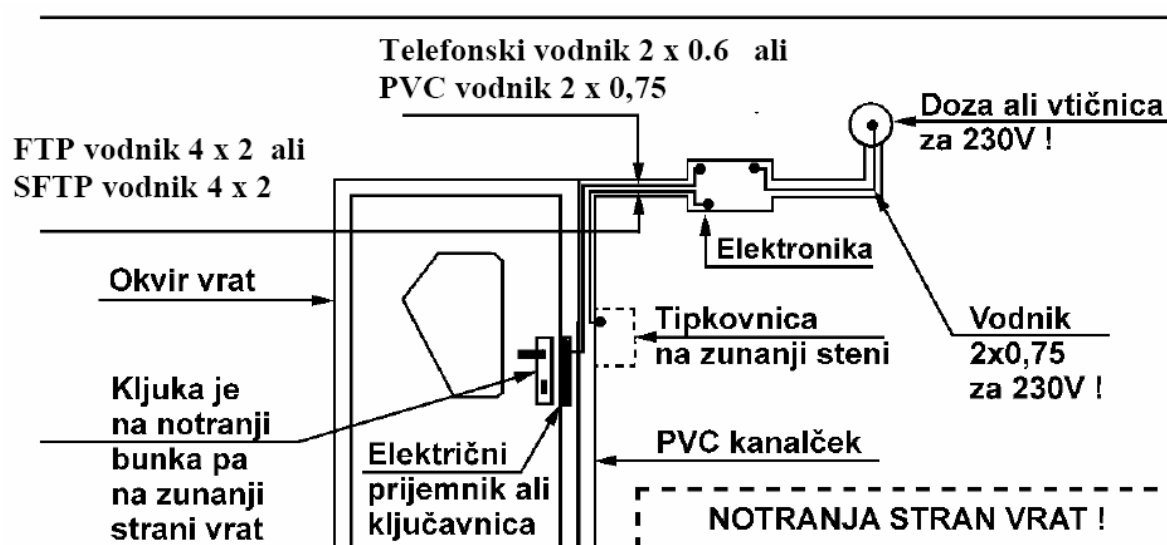 Telefonski vodnik 2 x 0.6 ali
PVC vodnik 2 x 0,75
Doza ali vtičnica
za 230V !
FTP vodnik 4 x 2 ali
SFTP vodnik 4 x 2
Elektronika
Okvir vrat
Tipkovnica
na zunanji steni
Vodnik
2x0,75
za 230V !
Kljuka je
na notranji
bunka pa
na zunanji
strani vrat
Električni
prijemnik ali
ključavnica
PVC kanalček
NOTRANJA STRAN VRAT !